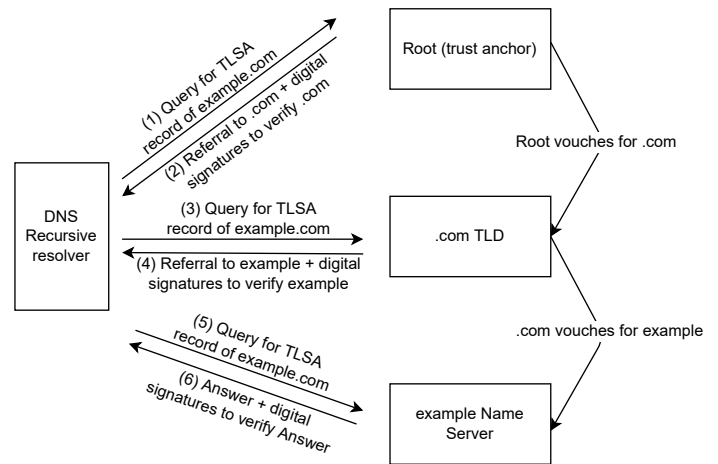 Root (trust anchor)
(1) Query for TLSA
record of example.com
(2) Referral to .com + digital
signatures to verify .com
Root vouches for .com
DNS
Recursive
resolver
(3) Query for TLSA
record of example.com
.com TLD
(4) Referral to example + digital
signatures to verify example
.com vouches for example
(5) Query for TLSA
record of example.com
(6) Answer + digital
signatures to verify Answer
example Name
Server